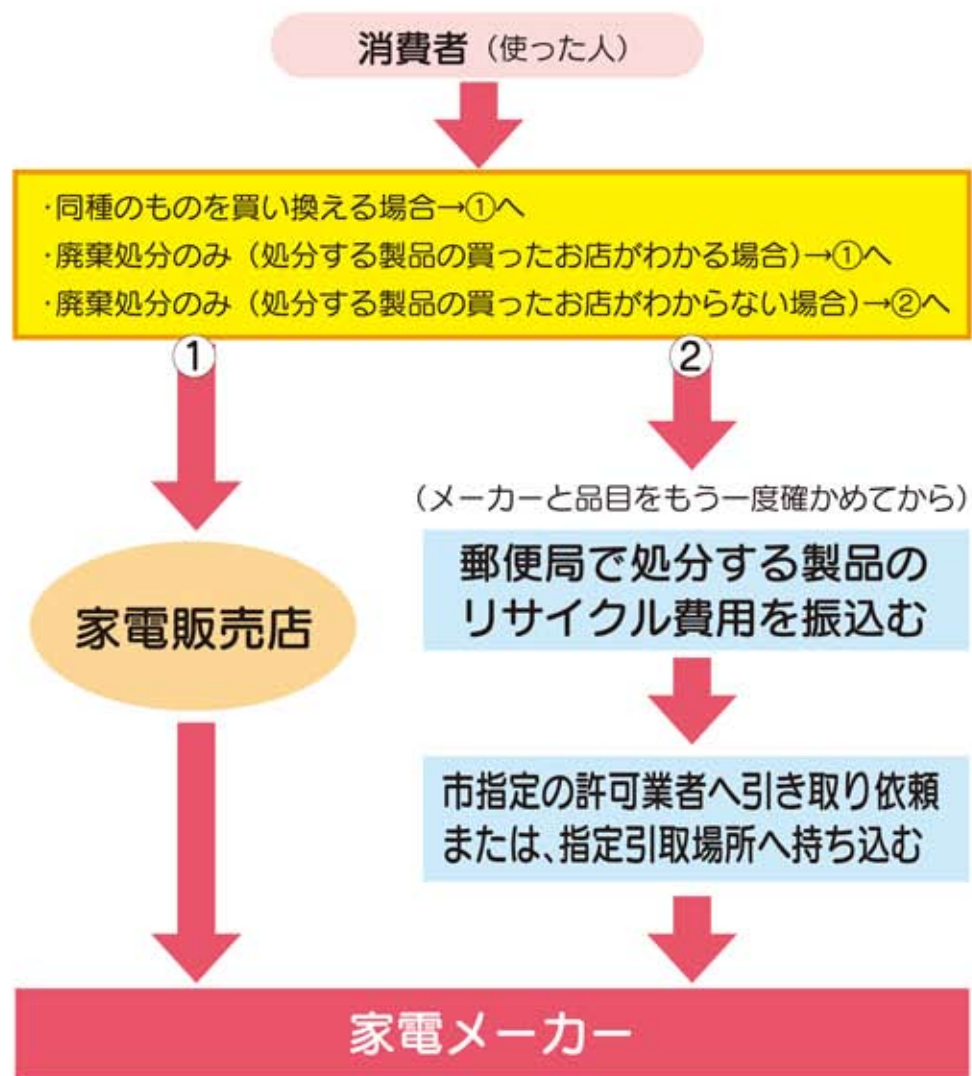 消費者（使った人）
・同種のものを買い換える場合→①へ
・廃棄処分のみ（処分する製品の買ったお店がわかる場合）→①へ
・廃棄処分のみ（処分する製品の買ったお店がわからない場合）→②へ
①
②
（メーカーと品目をもう一度確かめてから）
郵便局で処分する製品の
リサイクル費用を振込む
家電販売店
市指定の許可業者へ引き取り依頼
または、指定引取場所へ持ち込む
家電メーカー